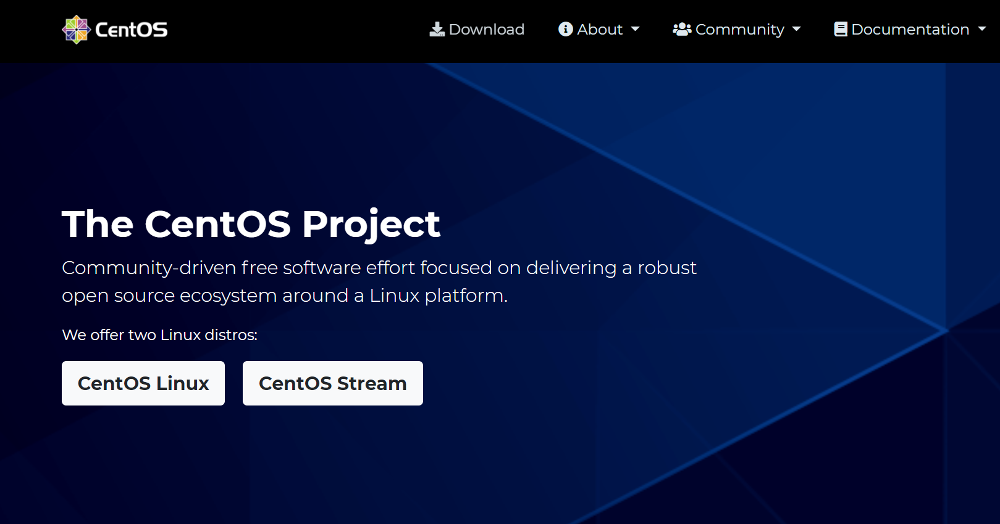 CentOS
Download
About
Community
Documentation
The CentOS Project
Community-driven free software effort focused on delivering a robust
open source ecosystem around a Linux platform.
We offer two Linux distros:
CentOS Linux
CentOS Stream